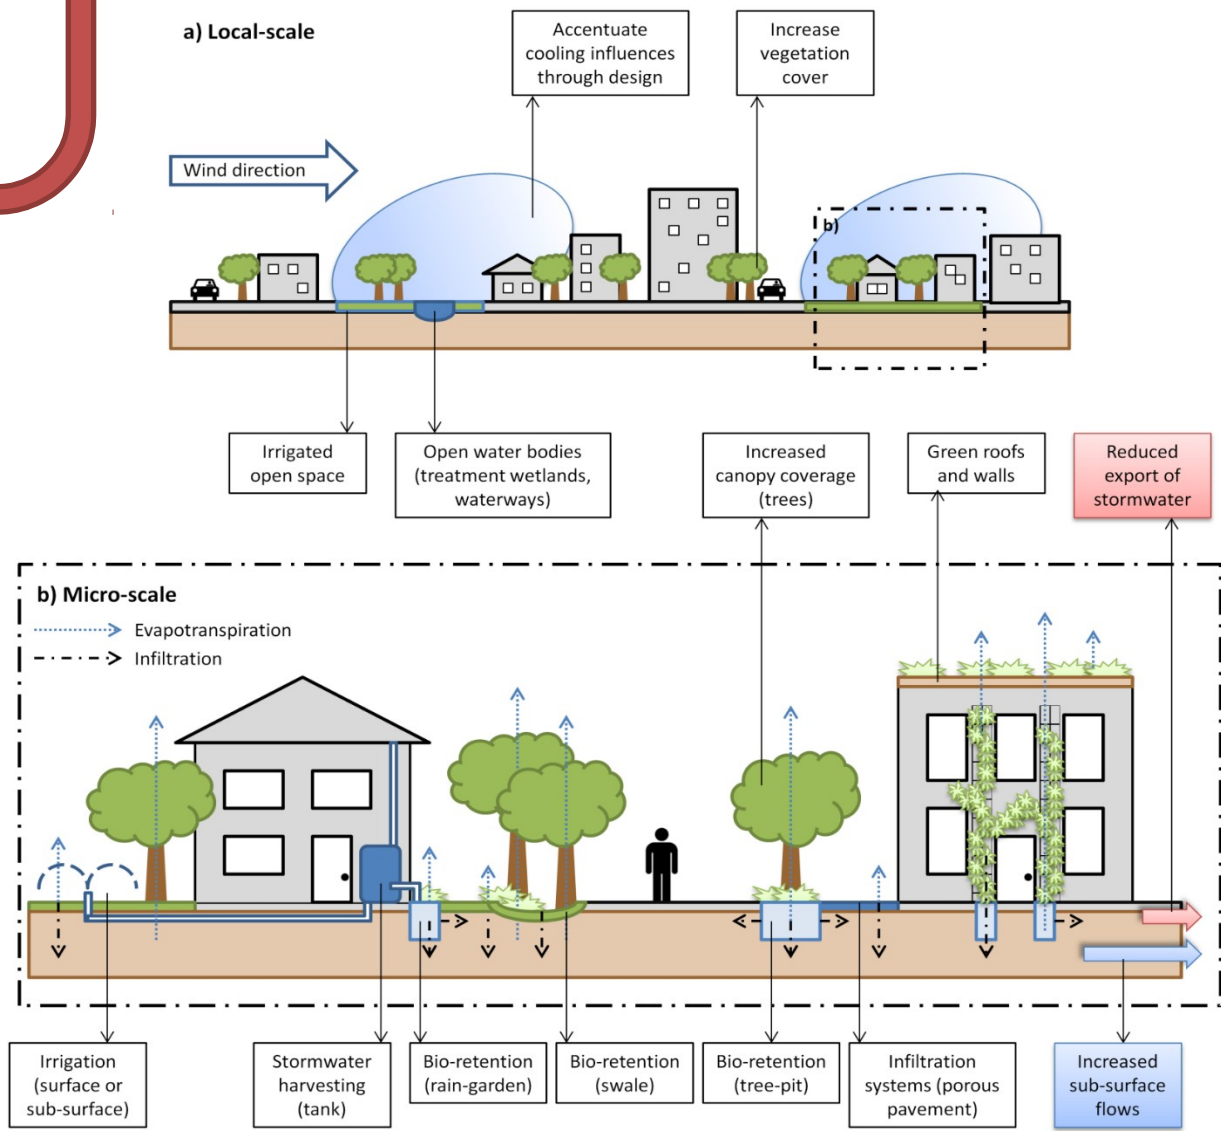 a) Local-scale
Accentuate
cooling influences
through design
Increase
vegetation
cover
Wind direction
b)
Irrigated
open space
Open water bodies
(treatment wetlands,
waterways)
Increased
canopy coverage
(trees)
Green roofs
and walls
Reduced
export of
stormwater
b) Micro-scale
Evapotranspiration
Infiltration
Irrigation
(surface or
sub-surface)
Stormwater
harvesting
(tank)
Bio-retention
(rain-garden)
Bio-retention
(swale)
Bio-retention
(tree-pit)
Infiltration
systems (porous
pavement)
Increased
sub-surface
flows